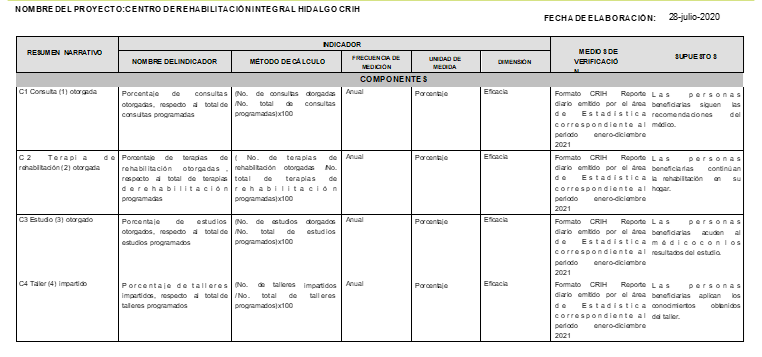 NOMBRE DEL PROYECTO: CENTRO DE REHABILITACIÓN INTEGRAL HIDALGO CRIH
FECHA DE ELABORACIÓN: 28-julio-2020
RESUMEN NARRATIVO
INDICADOR
NOMBRE DEL INDICADOR
MÉTODO DE CÁLCULO
FRECUENCIA DE
MEDICIÓN
UNIDAD DE
MEDIDA
DIMENSIÓN
MEDIOS DE
VERIFICACIÓ
N
SUPUESTOS
COMPONENTES
C1 Consulta (1) otorgada
Porcentaje de consultas
otorgadas, respecto al total de
consultas programadas
(No. de consultas otorgadas
/No. total de consultas
programadas)x100
Anual
Porcentaje
Eficacia
Formato CRIH Reporte
diario emitido por el área
de Estadística
correspondiente al
periodo enero-diciembre
2021
Las personas
beneficiarias siguen las
recomendaciones del
médico.
C2 Terapia de
rehabilitación (2) otorgada
Porcentaje de terapias de
rehabilitación otorgadas,
respecto al total de terapias
de rehabilitación
programadas
( No. de terapias de
rehabilitación otorgadas /No.
total de terapias de
rehabilitación
programadas)x100
Anual
Porcentaje
Eficacia
Formato CRIH Reporte
diario emitido por el área
de Estadística
correspondiente al
periodo enero-diciembre
2021
Las personas
beneficiarias continúan
la rehabilitación en su
hogar.
C3 Estudio (3) otorgado
Porcentaje de estudios
otorgados, respecto al total de
estudios programados
(No. de estudios otorgados
/No. total de estudios
programados)x100
Anual
Porcentaje
Eficacia
Formato CRIH Reporte
diario emitido por el área
de Estadística
correspondiente al
periodo enero-diciembre
2021
Las personas
beneficiarias acuden al
médico con los
resultados del estudio.
C4 Taller (4) impartido
Porcentaje de talleres
impartidos, respecto al total de
talleres programados
(No. de talleres impartidos
/No. total de talleres
programados)x100
Anual
Porcentaje
Eficacia
Formato CRIH Reporte
diario emitido por el área
de Estadística
correspondiente al
periodo enero-diciembre
2021
Las personas
beneficiarias aplican los
conocimientos obtenidos
del taller.